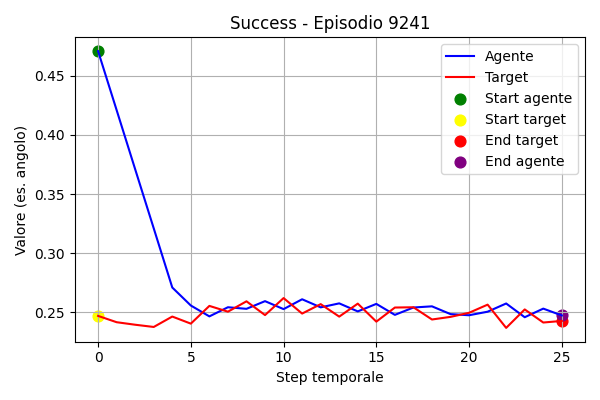 Success - Episodio 9241
Agente
Target
Start agente
Start target
End target
End agente
Valore (es. angolo)
0.45
0.40
0.35
0.30
0.25
0
5
10
15
20
25
Step temporale